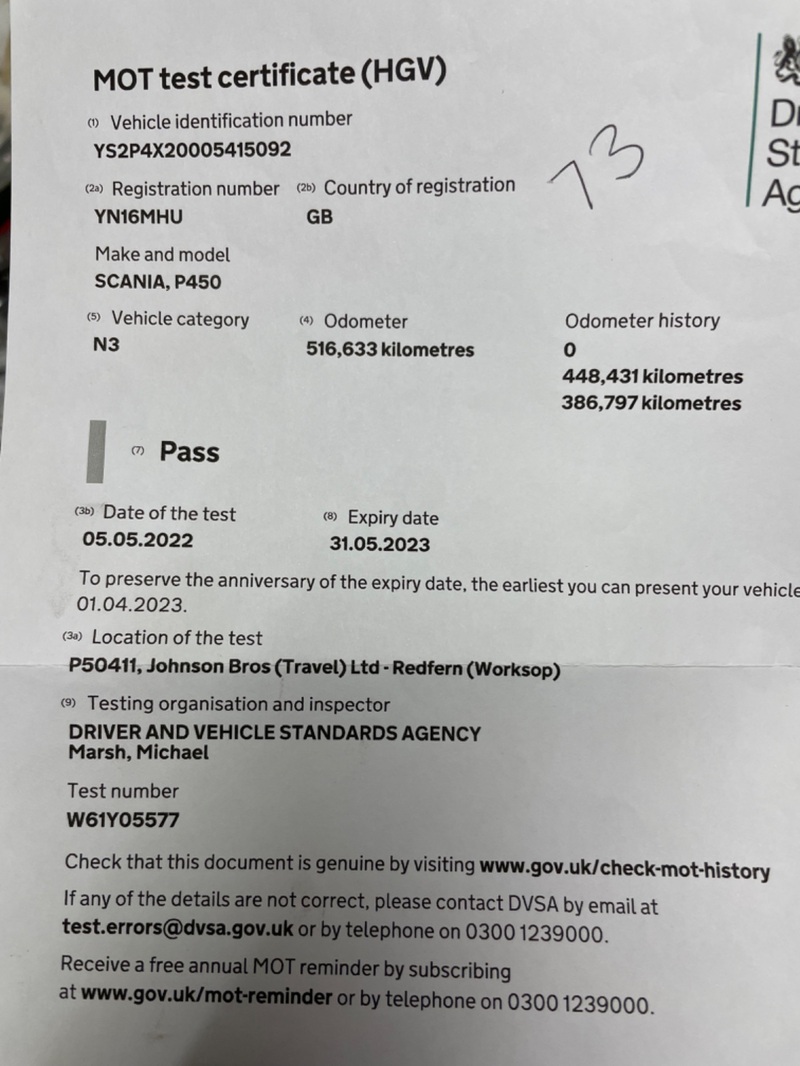 MOT test certificate (HGV)
(1) Vehicle identification number
YS2P4X20005415092
(2a) Registration number (2b) Country of registration
YN16MHU GB
Make and model
SCANIA, P450
(5) Vehicle category (4) Odometer Odometer history
N3 516,633 kilometres 0
448,431 kilometres
386,797 kilometres
(7) Pass
(3b) Date of the test (8) Expiry date
05.05.2022 31.05.2023
To preserve the anniversary of the expiry date, the earliest you can present your vehicle
01.04.2023.
(3a) Location of the test
P50411, Johnson Bros (Travel) Ltd - Redfern (Worksop)
(9) Testing organisation and inspector
DRIVER AND VEHICLE STANDARDS AGENCY
Marsh, Michael
Test number
W61Y05577
Check that this document is genuine by visiting www.gov.uk/check-mot-history
If any of the details are not correct, please contact DVSA by email at
test.errors@dvsa.gov.uk or by telephone on 0300 1239000.
Receive a free annual MOT reminder by subscribing
at www.gov.uk/mot-reminder or by telephone on 0300 1239000.
73